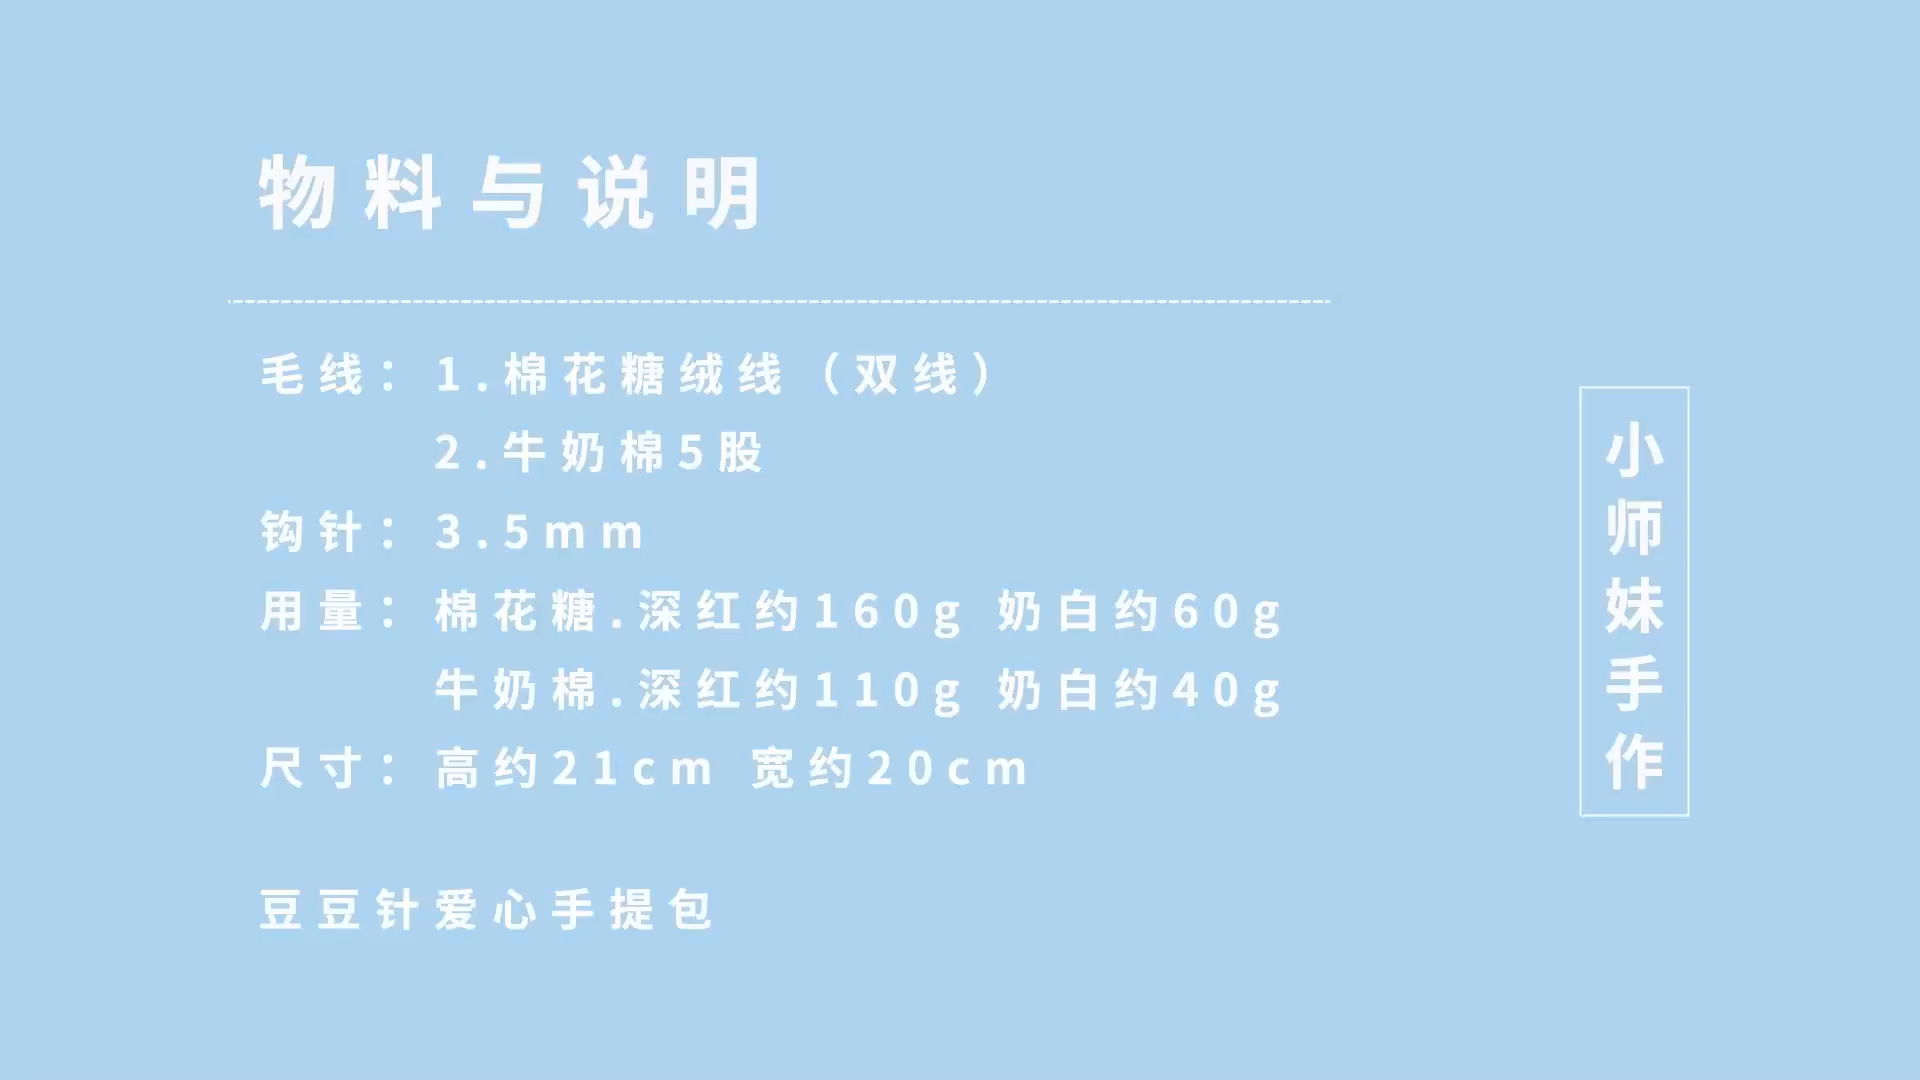 物料与说明
毛线：1.棉花糖绒线（双线）
2.牛奶棉5股
钩针：3.5mm
用量：棉花糖.深红约160g 奶白约60g
牛奶棉.深红约110g 奶白约40g
尺寸：高约21cm 宽约20cm
豆豆针爱心手提包
小师妹手作